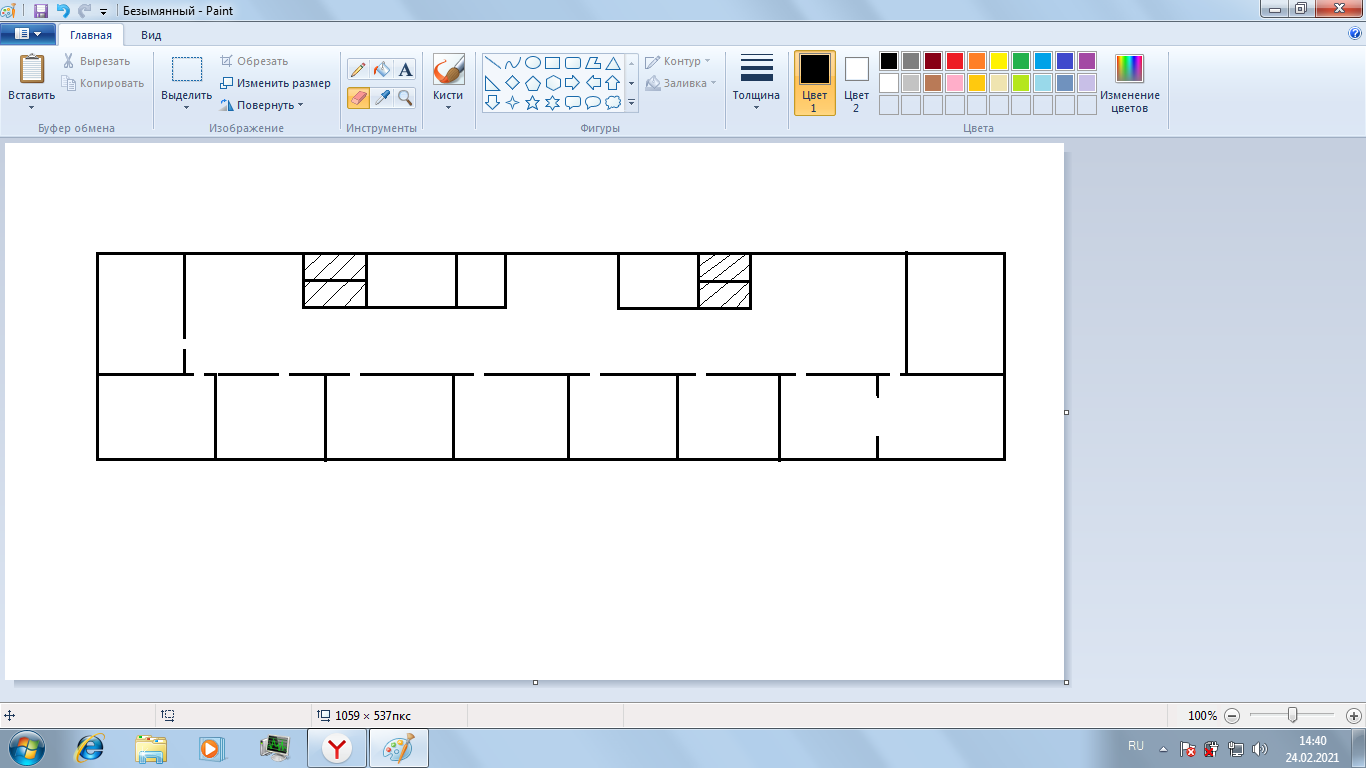 Безымянный - Paint
Главная
Вид
Вставить
Вырезать
Копировать
Буфер обмена
Выделить
Обрезать
Изменить размер
Повернуть
Изображение
A
Инструменты
Кисти
Контур
Заливка
Фигуры
Толщина
Цвет
1
Цвет
2
Цвета
Изменение
цветов
1059 × 537пкс
100%
RU
14:40
24.02.2021